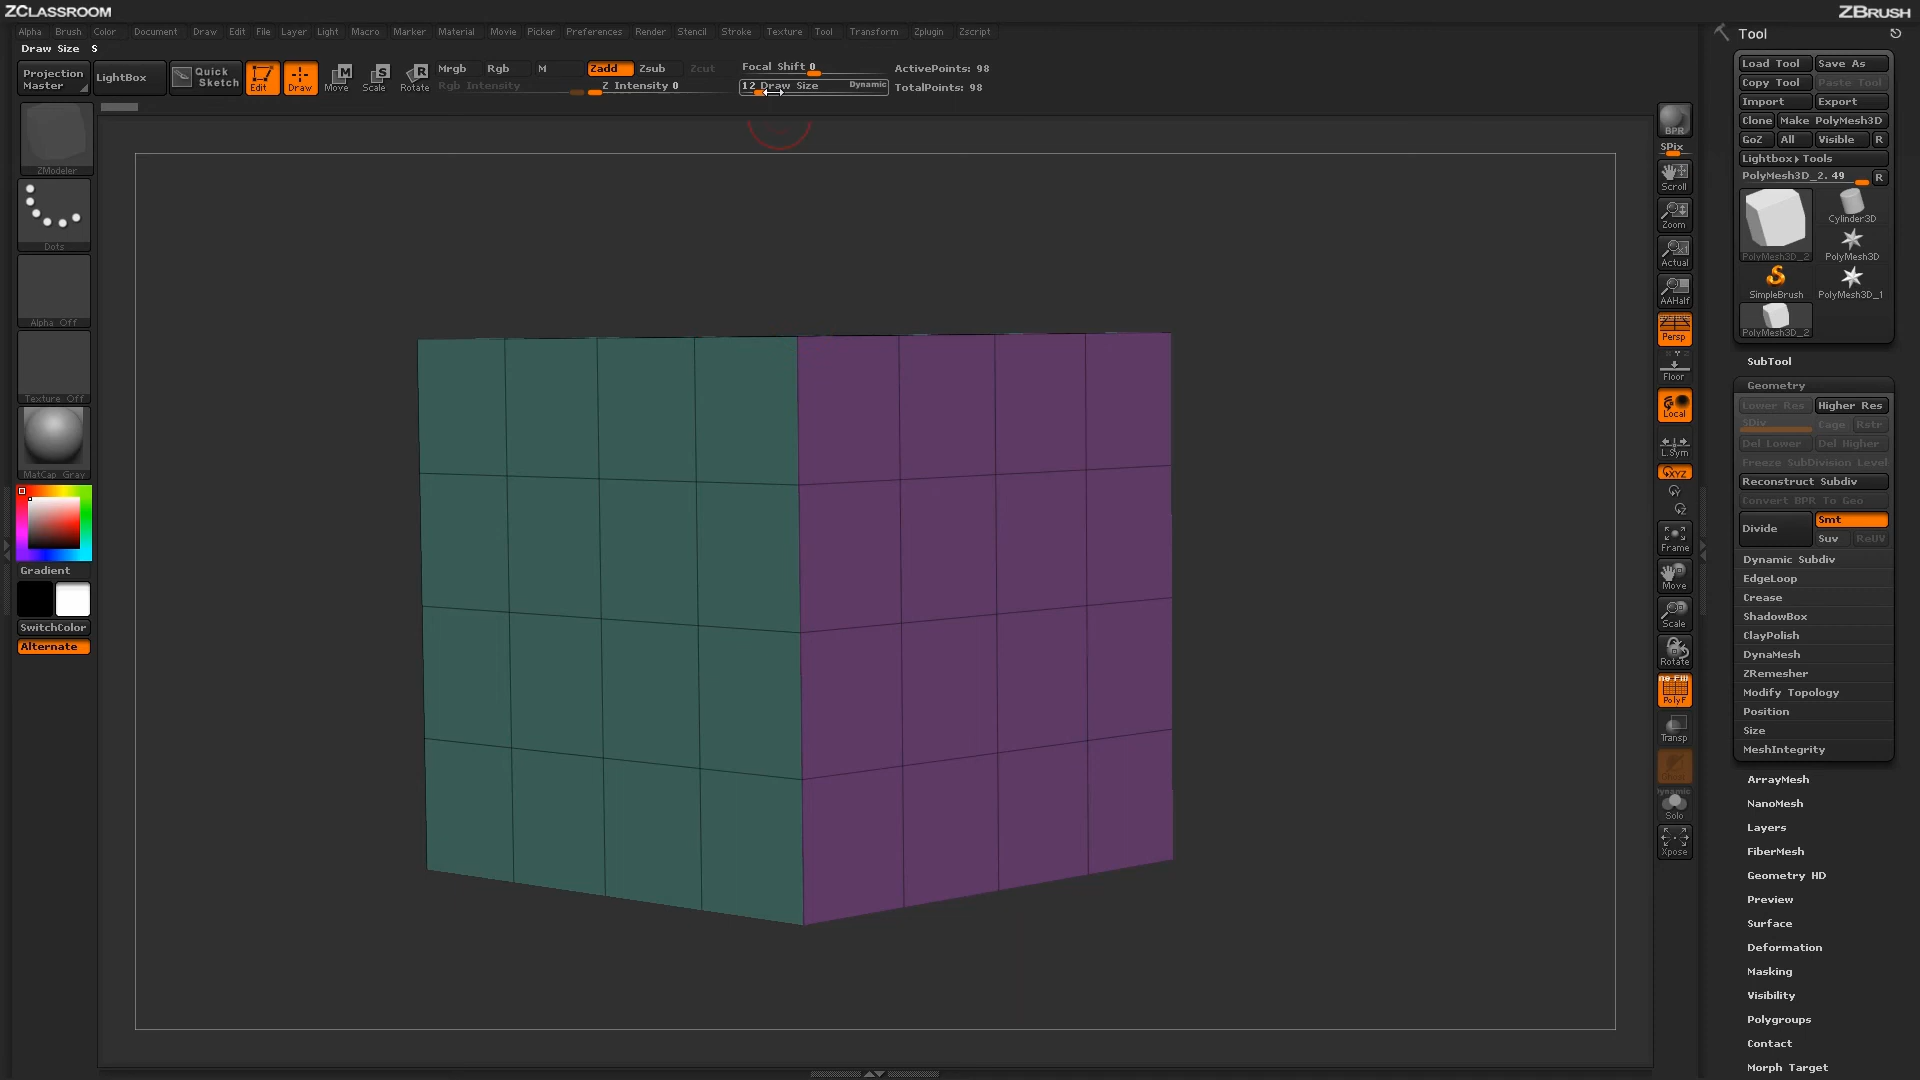 ZCLASSROOM
ZBRUSH
Alpha Brush Color Document Draw Edit File Layer Light Macro Marker Material Movie Picker Preferences Render Stencil Stroke Texture Tool Transform Zplugin Zscript
Draw Size S
Projection Master
LightBox
Quick Sketch
Edit
Draw
Move
Scale
Rotate
Mrgb Rgb M Zadd Zsub Zcut
Rgb Intensity Z Intensity 0
Focal Shift 0
12 Draw Size Dynamic
ActivePoints: 98
TotalPoints: 98
ZModeler
Dots
Alpha Off
Texture Off
MatCap Gray
Gradient
SwitchColor
Alternate
BPR
SPix
Scroll
Zoom
Actual
AAHalf
Persp
Floor
Local
L.Sym
XYZ
Y
Z
Frame
Move
Scale
Rotate
PolyF
Transp
Ghost
Solo
Xpose
Tool
Load Tool Save As
Copy Tool Paste Tool
Import Export
Clone Make PolyMesh3D
GoZ All Visible R
Lightbox▸Tools
PolyMesh3D_2. 49 R
PolyMesh3D_2
Cylinder3D
PolyMesh3D
SimpleBrush
PolyMesh3D_1
PolyMesh3D_2
SubTool
Geometry
Lower Res Higher Res
SDiv Cage Rstr
Del Lower Del Higher
Freeze SubDivision Level
Reconstruct Subdiv
Convert BPR To Geo
Divide Smt
Suv ReUV
Dynamic Subdiv
EdgeLoop
Crease
ShadowBox
ClayPolish
DynaMesh
ZRemesher
Modify Topology
Position
Size
MeshIntegrity
ArrayMesh
NanoMesh
Layers
FiberMesh
Geometry HD
Preview
Surface
Deformation
Masking
Visibility
Polygroups
Contact
Morph Target